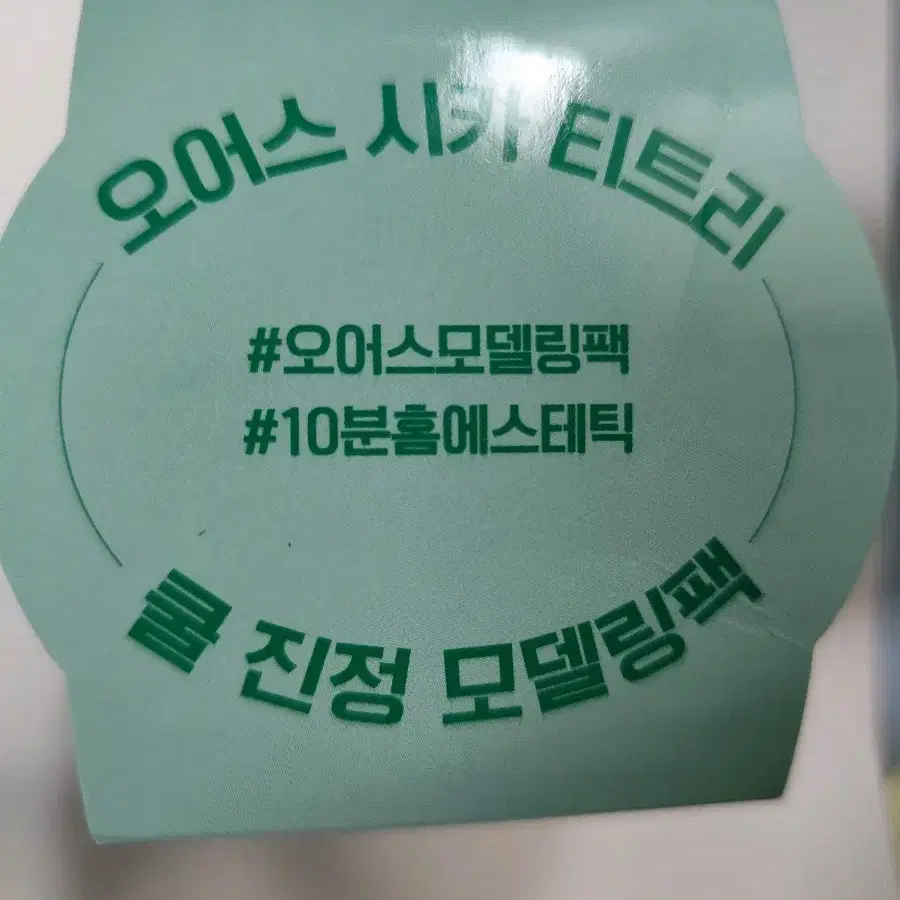 오어스 시카 티트리
#오어스모델링팩
#10분홈에스테틱
쿨 진정 모델링팩